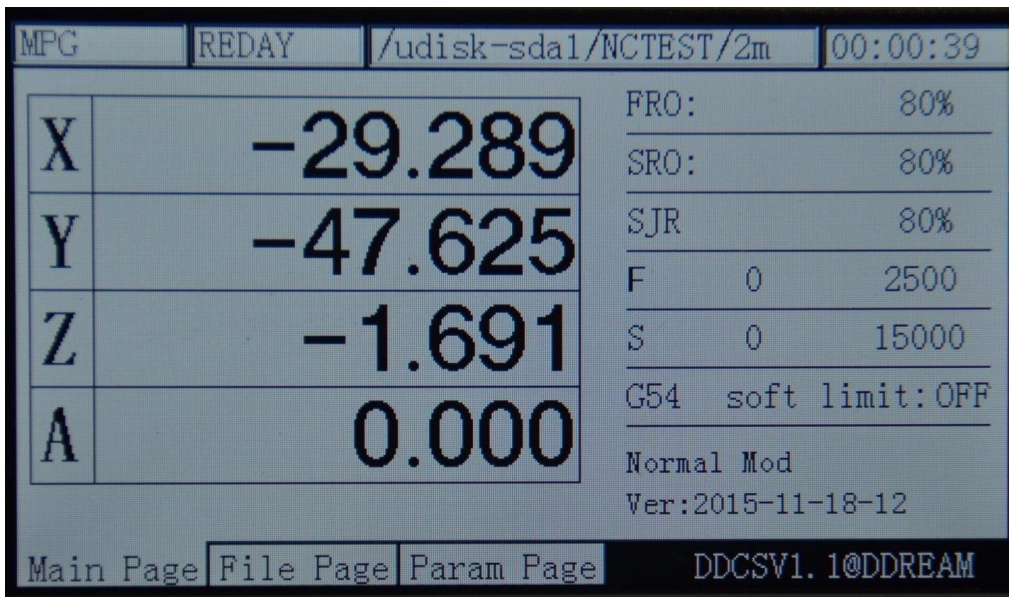 MPG REDAY /udisk-sda1/NCTEST/2m 00:00:39
X -29.289
Y -47.625
Z -1.691
A 0.000
FRO: 80%
SRO: 80%
SJR 80%
F 0 2500
S 0 15000
G54 soft limit:OFF
Normal Mod
Ver:2015-11-18-12
Main Page File Page Param Page DDCSV1.1@DDREAM